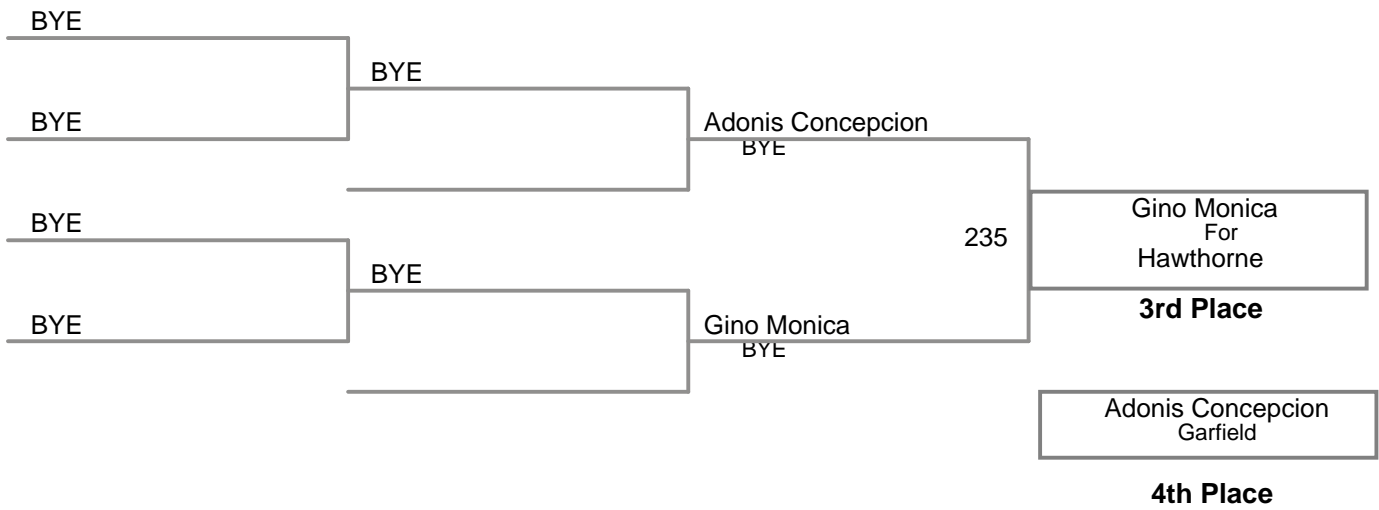 BYE
BYE
BYE
Adonis Concepcion
BYE
BYE
235
Gino Monica
For
Hawthorne
BYE
3rd Place
BYE
Gino Monica
BYE
Adonis Concepcion
Garfield
4th Place